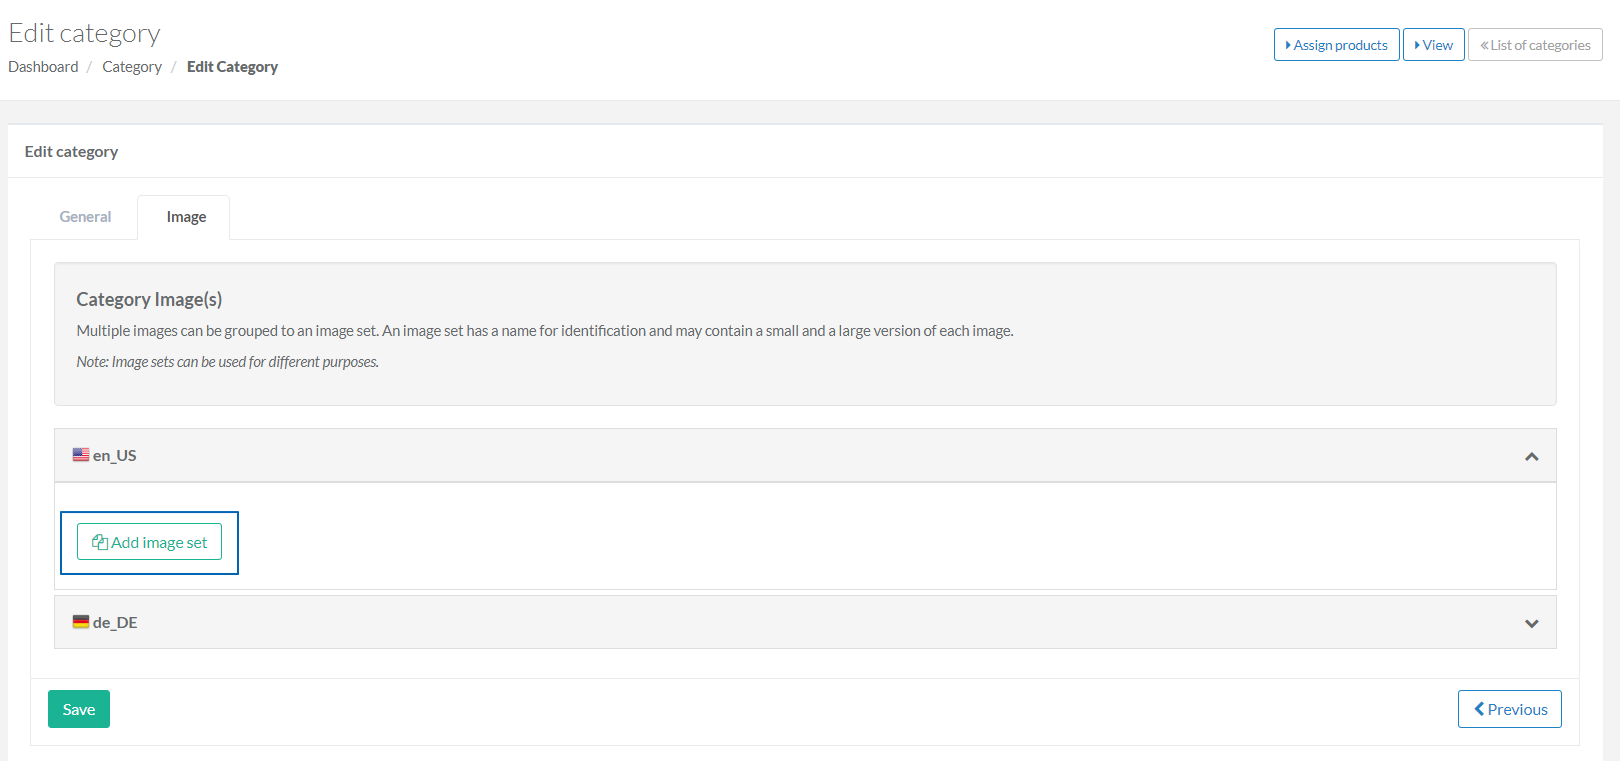 Edit category
Dashboard / Category / Edit Category
Assign products
View
List of categories
Edit category
General
Image
Category Image(s)
Multiple images can be grouped to an image set. An image set has a name for identification and may contain a small and a large version of each image.
Note: Image sets can be used for different purposes.
en_US
Add image set
de_DE
Save
Previous